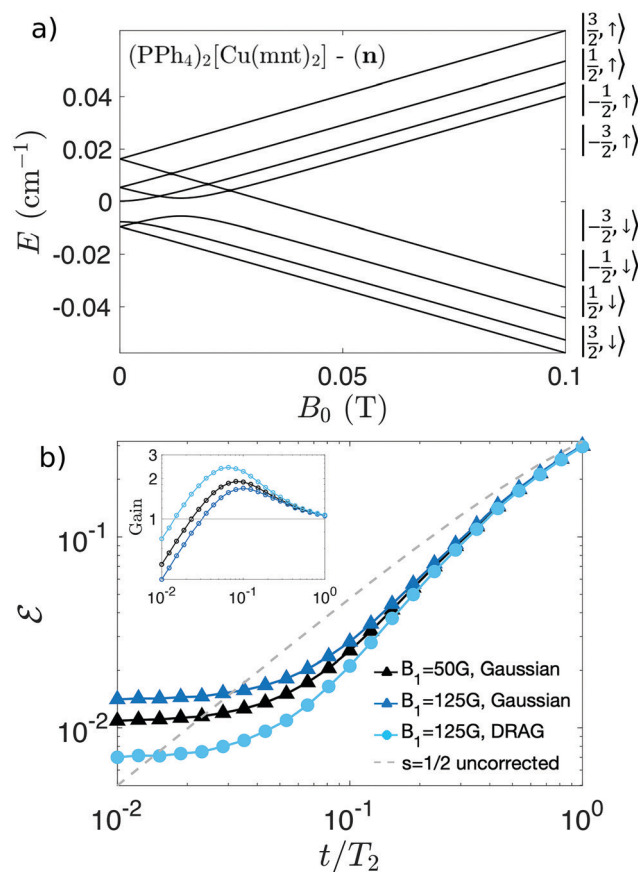 a)
(PPh₄)₂[Cu(mnt)₂] - (n)
E (cm⁻¹)
0.04
0.02
0
-0.02
-0.04
0
0.05
0.1
B₀ (T)
|3/2, ↑⟩
|1/2, ↑⟩
|-1/2, ↑⟩
|-3/2, ↑⟩
|-3/2, ↓⟩
|-1/2, ↓⟩
|1/2, ↓⟩
|3/2, ↓⟩
b)
Gain
3
2
1
10⁻²
10⁻¹
10⁰
ℰ
10⁻¹
10⁻²
B₁=50G, Gaussian
B₁=125G, Gaussian
B₁=125G, DRAG
s=1/2 uncorrected
10⁻²
10⁻¹
10⁰
t/T₂